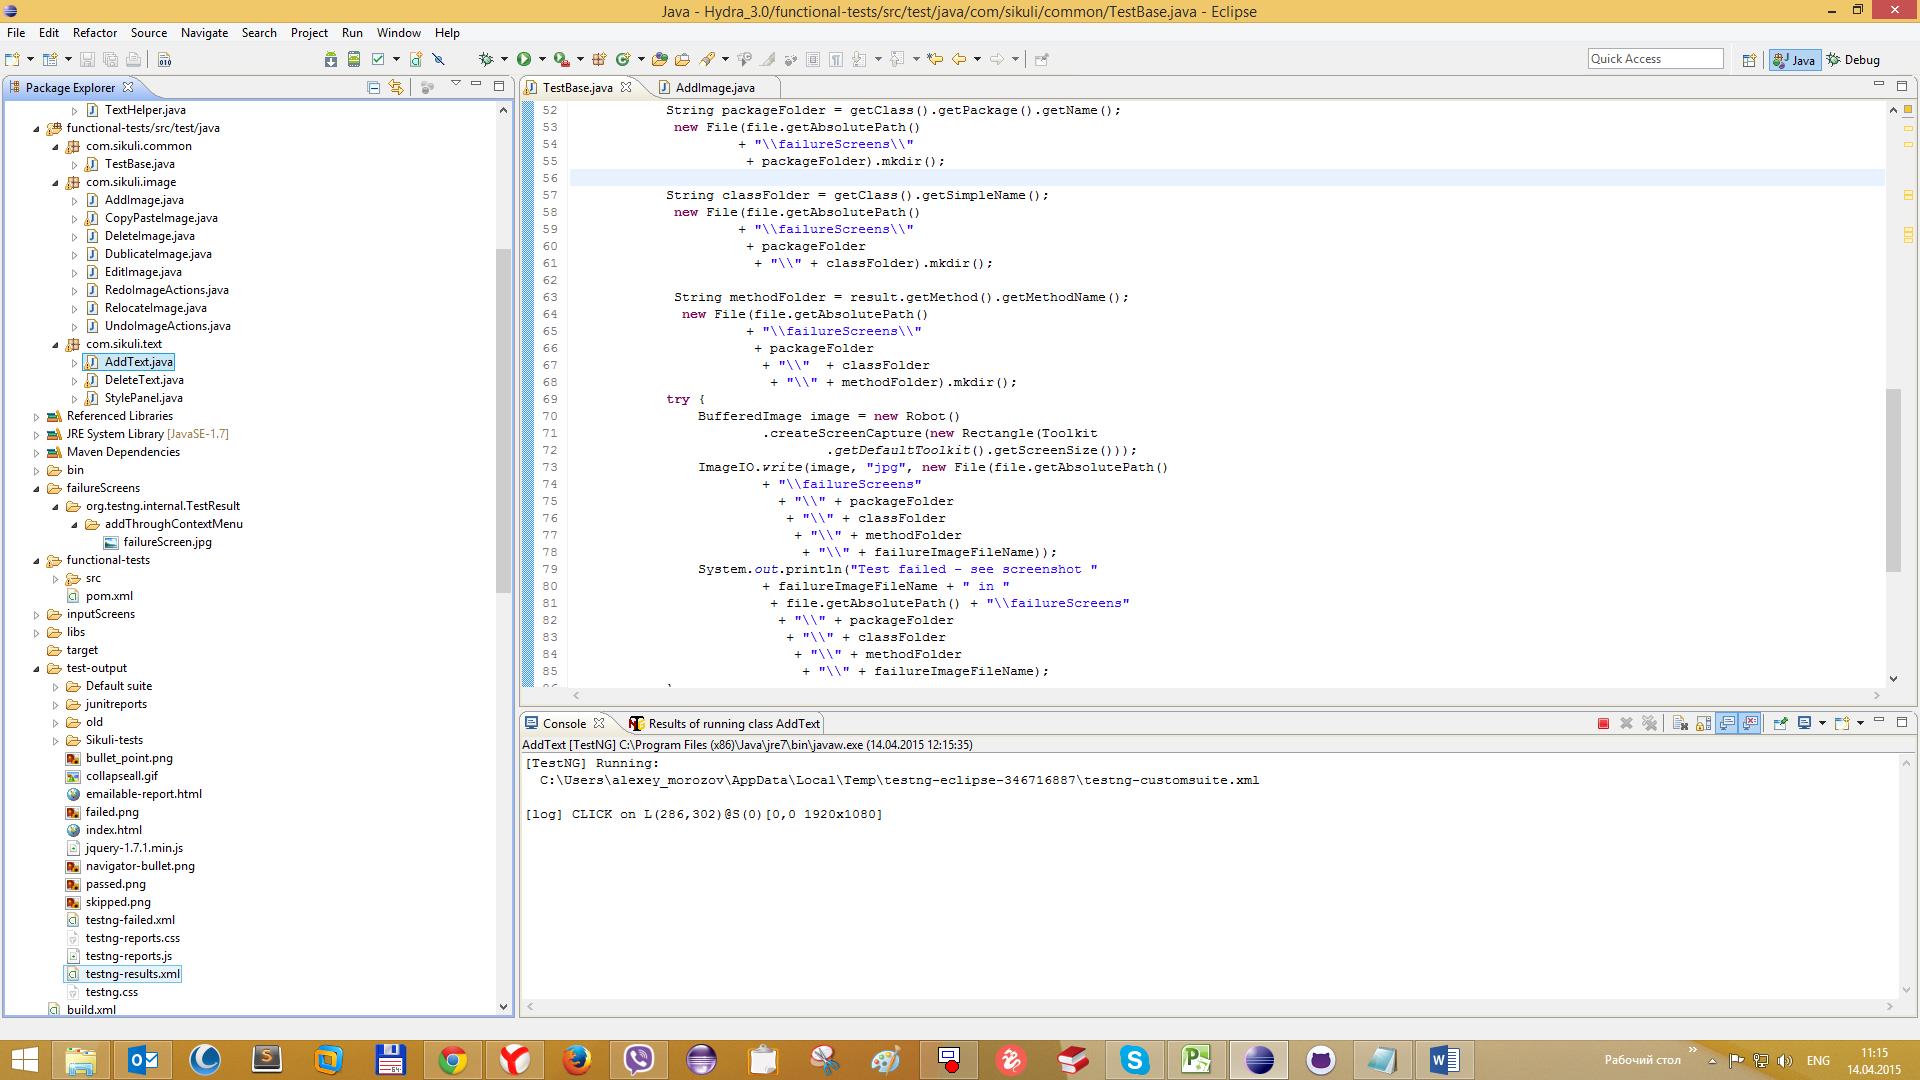 Java - Hydra_3.0/functional-tests/src/test/java/com/sikuli/common/TestBase.java - Eclipse
File Edit Refactor Source Navigate Search Project Run Window Help
Quick Access
Java
Debug
Package Explorer
TextHelper.java
functional-tests/src/test/java
com.sikuli.common
TestBase.java
com.sikuli.image
AddImage.java
CopyPasteImage.java
DeleteImage.java
DublicateImage.java
EditImage.java
RedoImageActions.java
RelocateImage.java
UndoImageActions.java
com.sikuli.text
AddText.java
DeleteText.java
StylePanel.java
Referenced Libraries
JRE System Library [JavaSE-1.7]
Maven Dependencies
bin
failureScreens
org.testng.internal.TestResult
addThroughContextMenu
failureScreen.jpg
functional-tests
src
pom.xml
inputScreens
libs
target
test-output
Default suite
junitreports
old
Sikuli-tests
bullet_point.png
collapseall.gif
emailable-report.html
failed.png
index.html
jquery-1.7.1.min.js
navigator-bullet.png
passed.png
skipped.png
testng-failed.xml
testng-reports.css
testng-reports.js
testng-results.xml
testng.css
build.xml
TestBase.java
AddImage.java
52 String packageFolder = getClass().getPackage().getName();
53 new File(file.getAbsolutePath()
54 + "\\failureScreens\\"
55 + packageFolder).mkdir();
56
57 String classFolder = getClass().getSimpleName();
58 new File(file.getAbsolutePath()
59 + "\\failureScreens\\"
60 + packageFolder
61 + "\\" + classFolder).mkdir();
62
63 String methodFolder = result.getMethod().getMethodName();
64 new File(file.getAbsolutePath()
65 + "\\failureScreens\\"
66 + packageFolder
67 + "\\" + classFolder
68 + "\\" + methodFolder).mkdir();
69 try {
70 BufferedImage image = new Robot()
71 .createScreenCapture(new Rectangle(Toolkit
72 .getDefaultToolkit().getScreenSize()));
73 ImageIO.write(image, "jpg", new File(file.getAbsolutePath()
74 + "\\failureScreens"
75 + "\\" + packageFolder
76 + "\\" + classFolder
77 + "\\" + methodFolder
78 + "\\" + failureImageFileName));
79 System.out.println("Test failed - see screenshot "
80 + failureImageFileName + " in "
81 + file.getAbsolutePath() + "\\failureScreens"
82 + "\\" + packageFolder
83 + "\\" + classFolder
84 + "\\" + methodFolder
85 + "\\" + failureImageFileName);
Console
Results of running class AddText
AddText [TestNG] C:\Program Files (x86)\Java\jre7\bin\javaw.exe (14.04.2015 12:15:35)
[TestNG] Running:
C:\Users\alexey_morozov\AppData\Local\Temp\testng-eclipse-346716887\testng-customsuite.xml
[log] CLICK on L(286,302)@S(0)[0,0 1920x1080]
Рабочий стол
ENG
11:15
14.04.2015